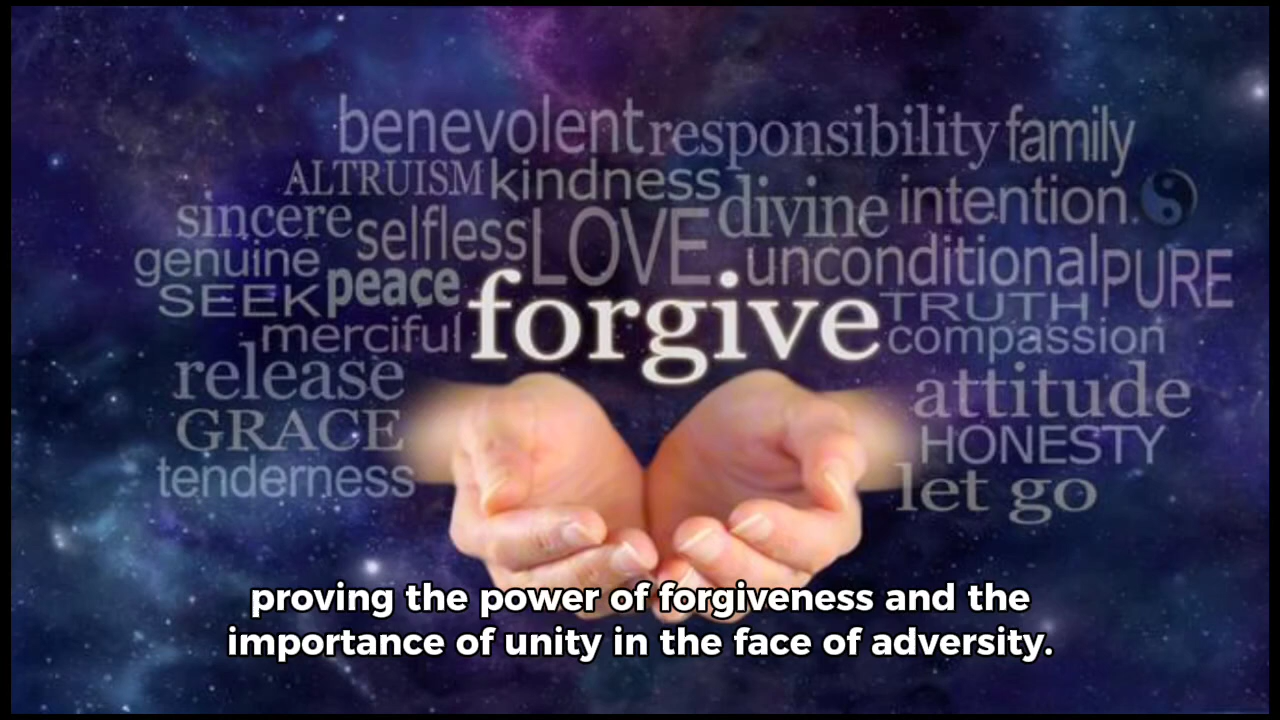 benevolent responsibility family
ALTRUISM kindness divine intention
sincere selfless LOVE unconditional PURE
genuine peace forgive TRUTH
SEEK merciful compassion
release attitude
GRACE HONESTY
tenderness let go
proving the power of forgiveness and the
importance of unity in the face of adversity.